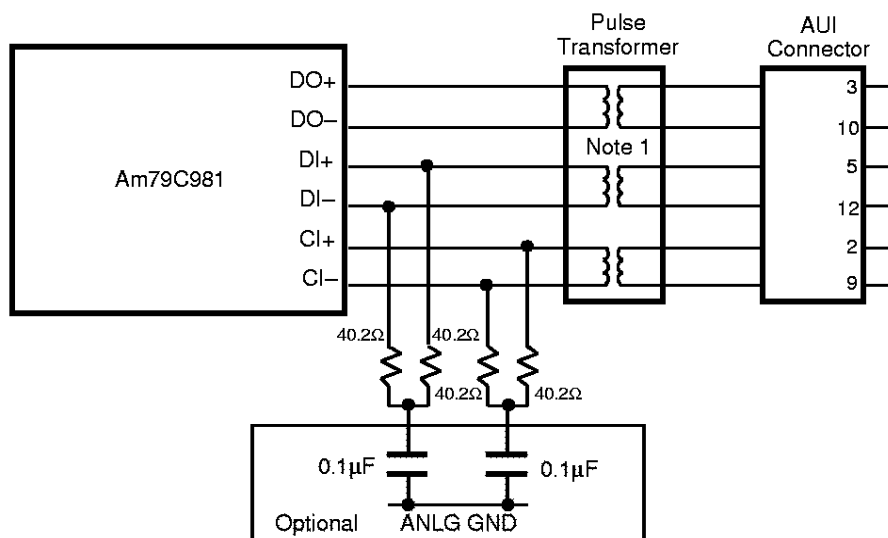 Pulse
Transformer
AUI
Connector
Am79C981
DO+
DO–
DI+
DI–
CI+
CI–
Note 1
3
10
5
12
2
9
40.2Ω
40.2Ω
40.2Ω
40.2Ω
0.1µF
0.1µF
Optional
ANLG GND